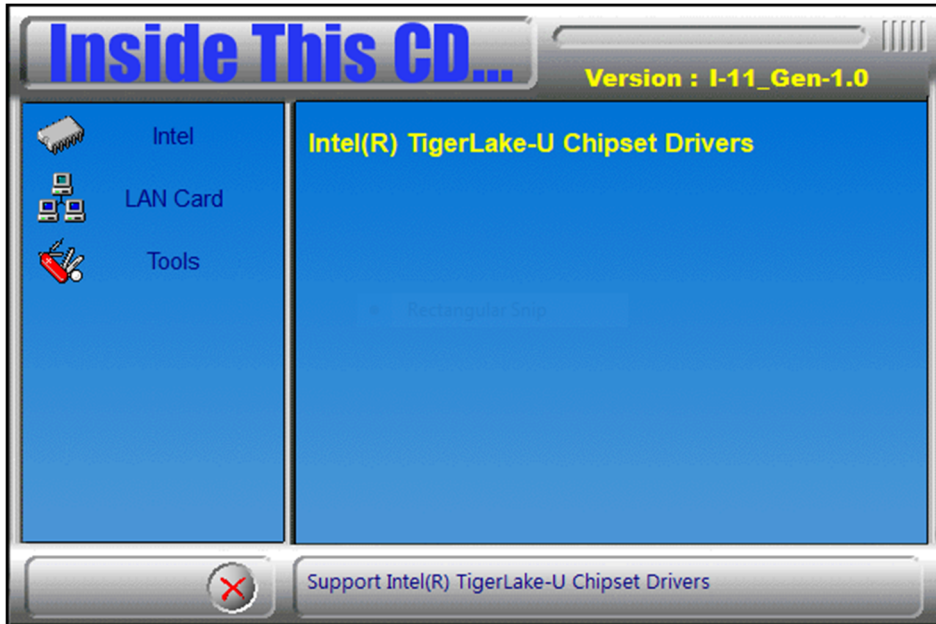 Inside This CD...
Version : I-11_Gen-1.0
Intel
LAN Card
Tools
Intel(R) TigerLake-U Chipset Drivers
Rectangular Snip
Support Intel(R) TigerLake-U Chipset Drivers